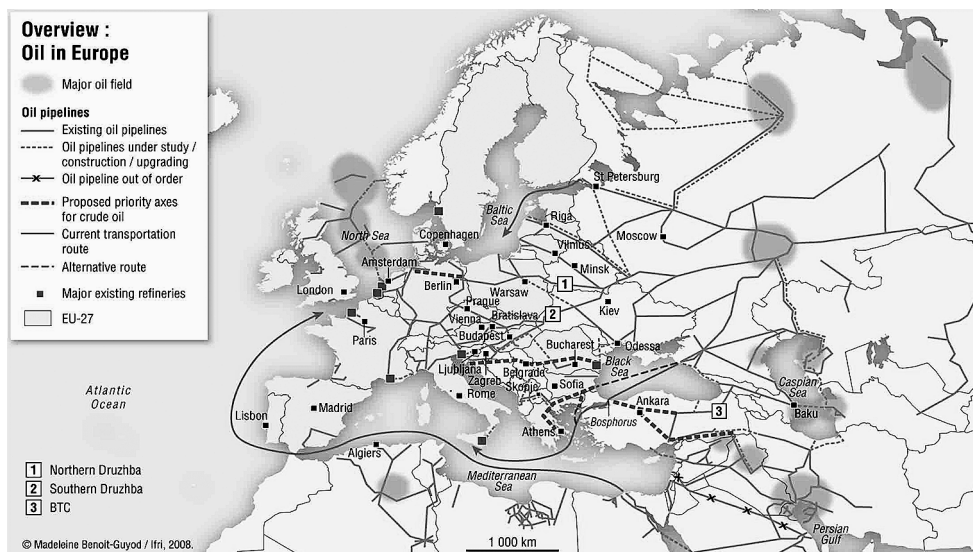 Overview :
Oil in Europe
Major oil field
Oil pipelines
Existing oil pipelines
Oil pipelines under study /
construction / upgrading
Oil pipeline out of order
Proposed priority axes
for crude oil
Current transportation
route
Alternative route
Major existing refineries
EU-27
St Petersburg
Baltic
Sea
Riga
North Sea
Copenhagen
Moscow
Vilnius
Amsterdam
Minsk
London
Berlin
1
Warsaw
Prague
Kiev
2
Vienna
Bratislava
Paris
Budapest
Bucharest
Odessa
Ljubljana
Belgrade
Black
Sea
Zagreb
Skopje
Sofia
Caspian
Sea
Rome
Atlantic
Ocean
Madrid
Ankara
3
Baku
Lisbon
Bosphorus
Athens
Algiers
Mediterranean
Sea
1 Northern Druzhba
2 Southern Druzhba
3 BTC
Persian
Gulf
1 000 km
© Madeleine Benoit-Guyod / Ifri, 2008.